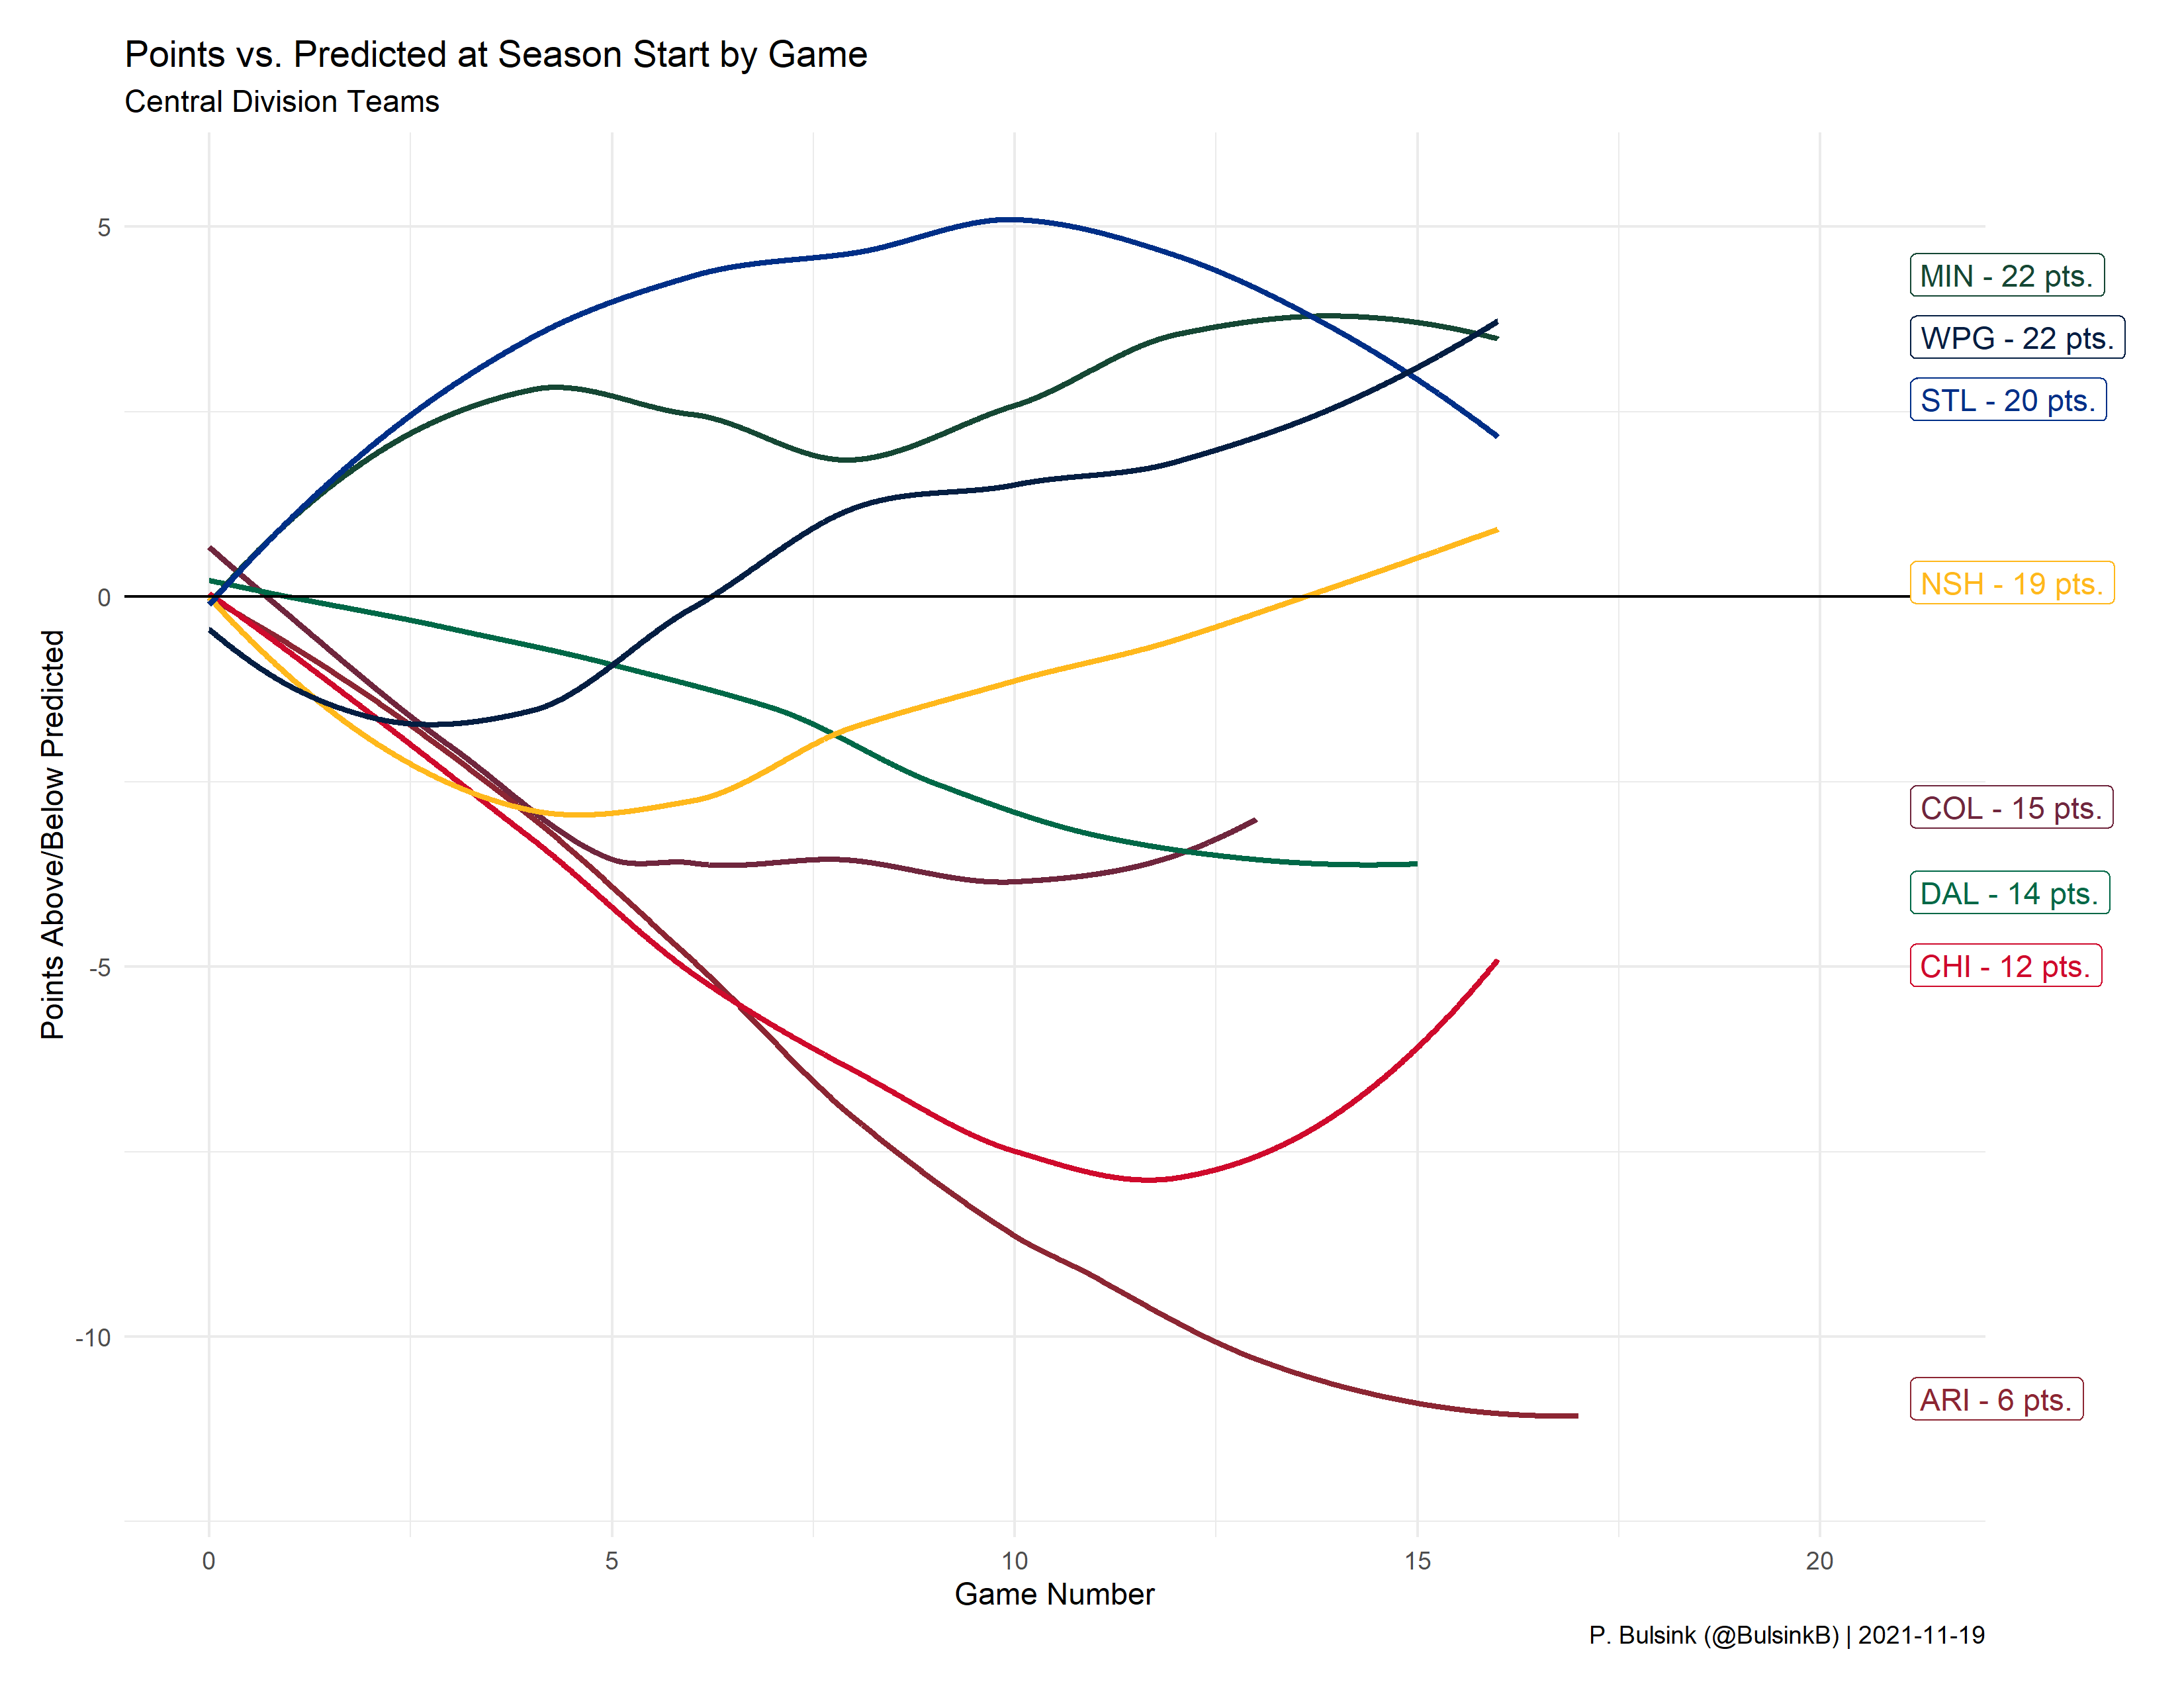 Points vs. Predicted at Season Start by Game
Central Division Teams
Points Above/Below Predicted
5
0
-5
-10
MIN - 22 pts.
WPG - 22 pts.
STL - 20 pts.
NSH - 19 pts.
COL - 15 pts.
DAL - 14 pts.
CHI - 12 pts.
ARI - 6 pts.
0 5 10 15 20
Game Number
P. Bulsink (@BulsinkB) | 2021-11-19